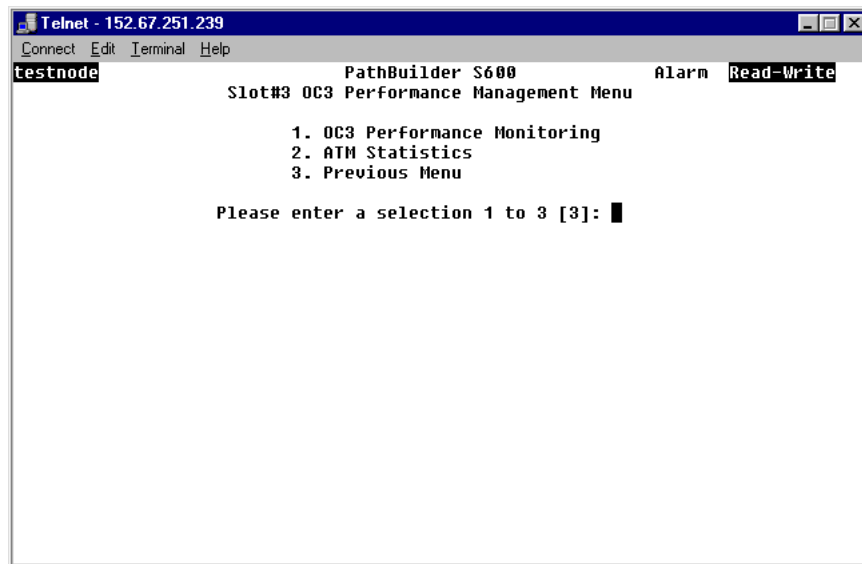 Telnet - 152.67.251.239
Connect Edit Terminal Help
testnode PathBuilder S600 Alarm Read-Write
Slot#3 OC3 Performance Management Menu
1. OC3 Performance Monitoring
2. ATM Statistics
3. Previous Menu
Please enter a selection 1 to 3 [3]: